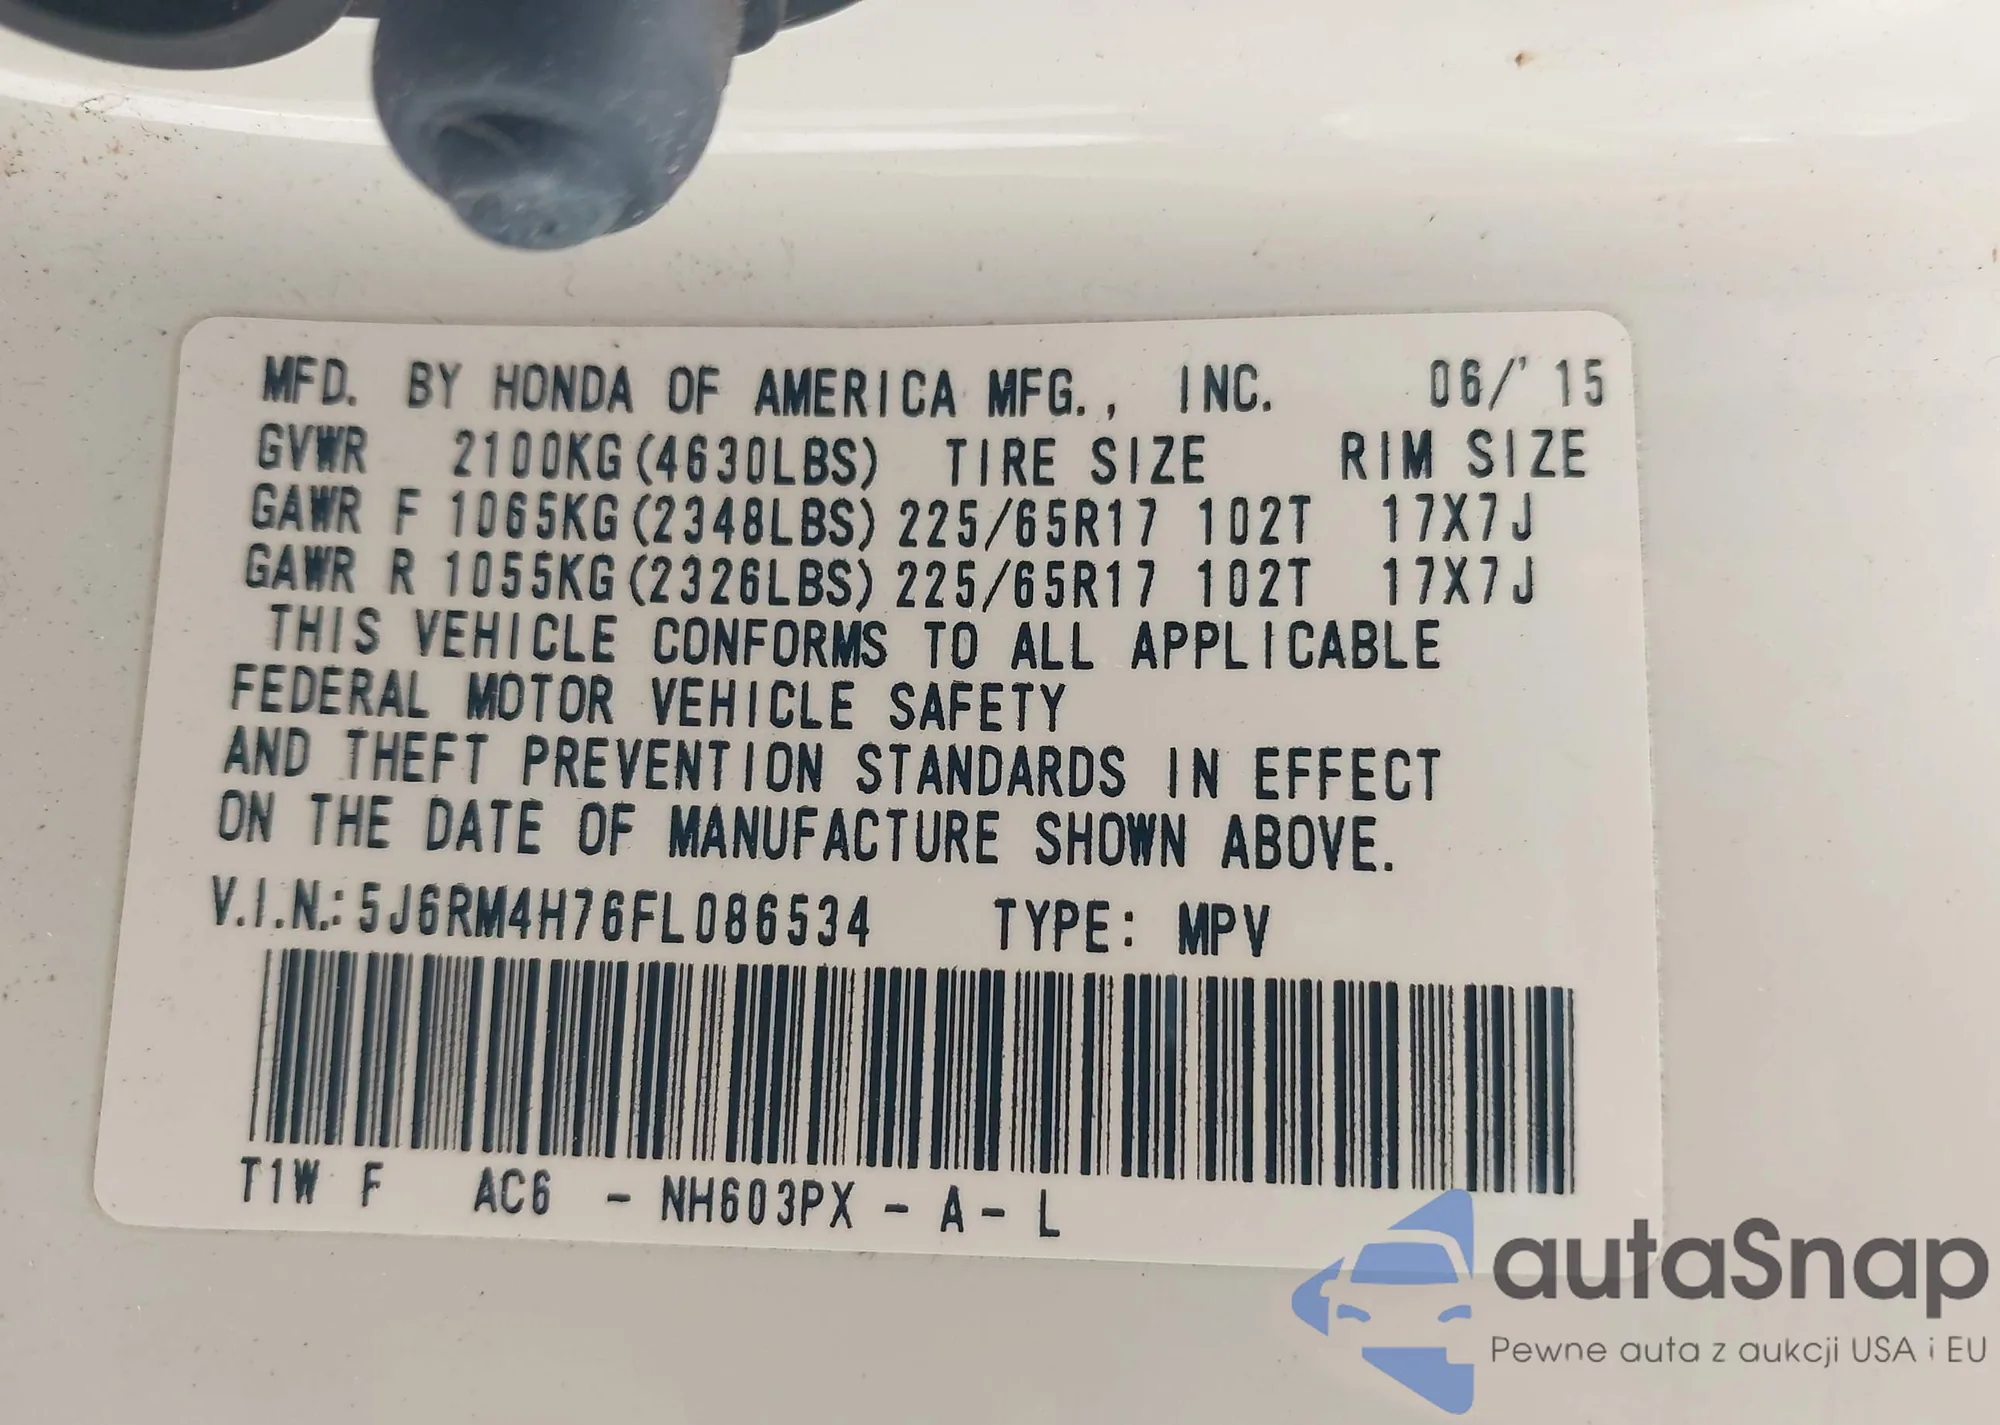 MFD. BY HONDA OF AMERICA MFG., INC. 06/'15
GVWR 2100KG(4630LBS) TIRE SIZE RIM SIZE
GAWR F 1065KG(2348LBS) 225/65R17 102T 17X7J
GAWR R 1055KG(2326LBS) 225/65R17 102T 17X7J
THIS VEHICLE CONFORMS TO ALL APPLICABLE
FEDERAL MOTOR VEHICLE SAFETY
AND THEFT PREVENTION STANDARDS IN EFFECT
ON THE DATE OF MANUFACTURE SHOWN ABOVE.
V.I.N.: 5J6RM4H76FL086534 TYPE: MPV
T1W F AC6 - NH603PX - A - L
autaSnap
Pewne auta z aukcji USA i EU